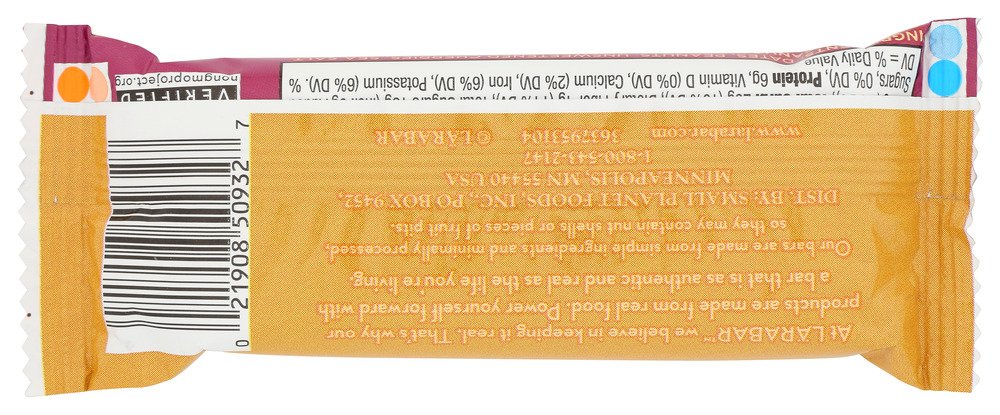 At LÄRABAR™ we believe in keeping it real. That's why our
products are made from real food. Power yourself forward with
a bar that is as authentic and real as the life you're living.
Our bars are made from simple ingredients and minimally processed,
so they may contain nut shells or pieces of fruit pits.
DIST. BY: SMALL PLANET FOODS, INC., PO BOX 9452,
MINNEAPOLIS, MN 55440 USA
1-800-543-2147
www.larabar.com 3637953104 © LÄRABAR
0 21908 50932 7
Sugars, 0% DV), Protein 6g, Vitamin D (0% DV), Calcium (2% DV), Iron (6% DV), Potassium (6% DV). %
DV = % Daily Value
VERIFIED
nongmoproject.org